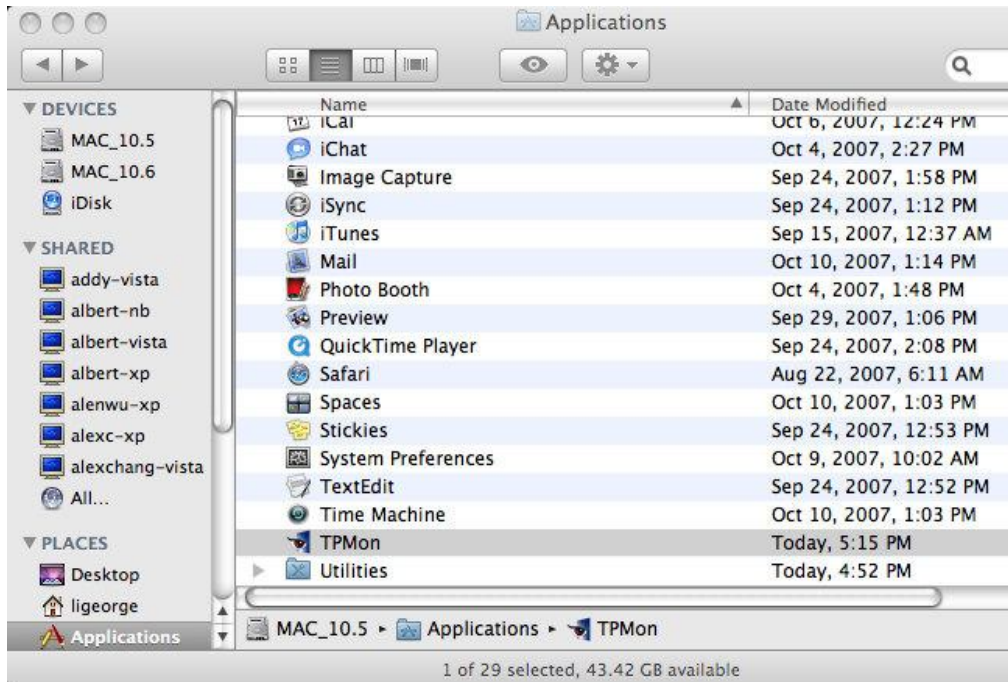 Applications
DEVICES
MAC_10.5
MAC_10.6
iDisk
SHARED
addy-vista
albert-nb
albert-vista
albert-xp
alenwu-xp
alexc-xp
alexchang-vista
All...
PLACES
Desktop
ligeorge
Applications
Name Date Modified
iCal Oct 6, 2007, 12:24 PM
iChat Oct 4, 2007, 2:27 PM
Image Capture Sep 24, 2007, 1:58 PM
iSync Sep 24, 2007, 1:12 PM
iTunes Sep 15, 2007, 12:37 AM
Mail Oct 10, 2007, 1:14 PM
Photo Booth Oct 4, 2007, 1:48 PM
Preview Sep 29, 2007, 1:06 PM
QuickTime Player Sep 24, 2007, 2:08 PM
Safari Aug 22, 2007, 6:11 AM
Spaces Oct 10, 2007, 1:03 PM
Stickies Sep 24, 2007, 12:53 PM
System Preferences Oct 9, 2007, 10:02 AM
TextEdit Sep 24, 2007, 12:52 PM
Time Machine Oct 10, 2007, 1:03 PM
TPMon Today, 5:15 PM
Utilities Today, 4:52 PM
MAC_10.5 ▸ Applications ▸ TPMon
1 of 29 selected, 43.42 GB available